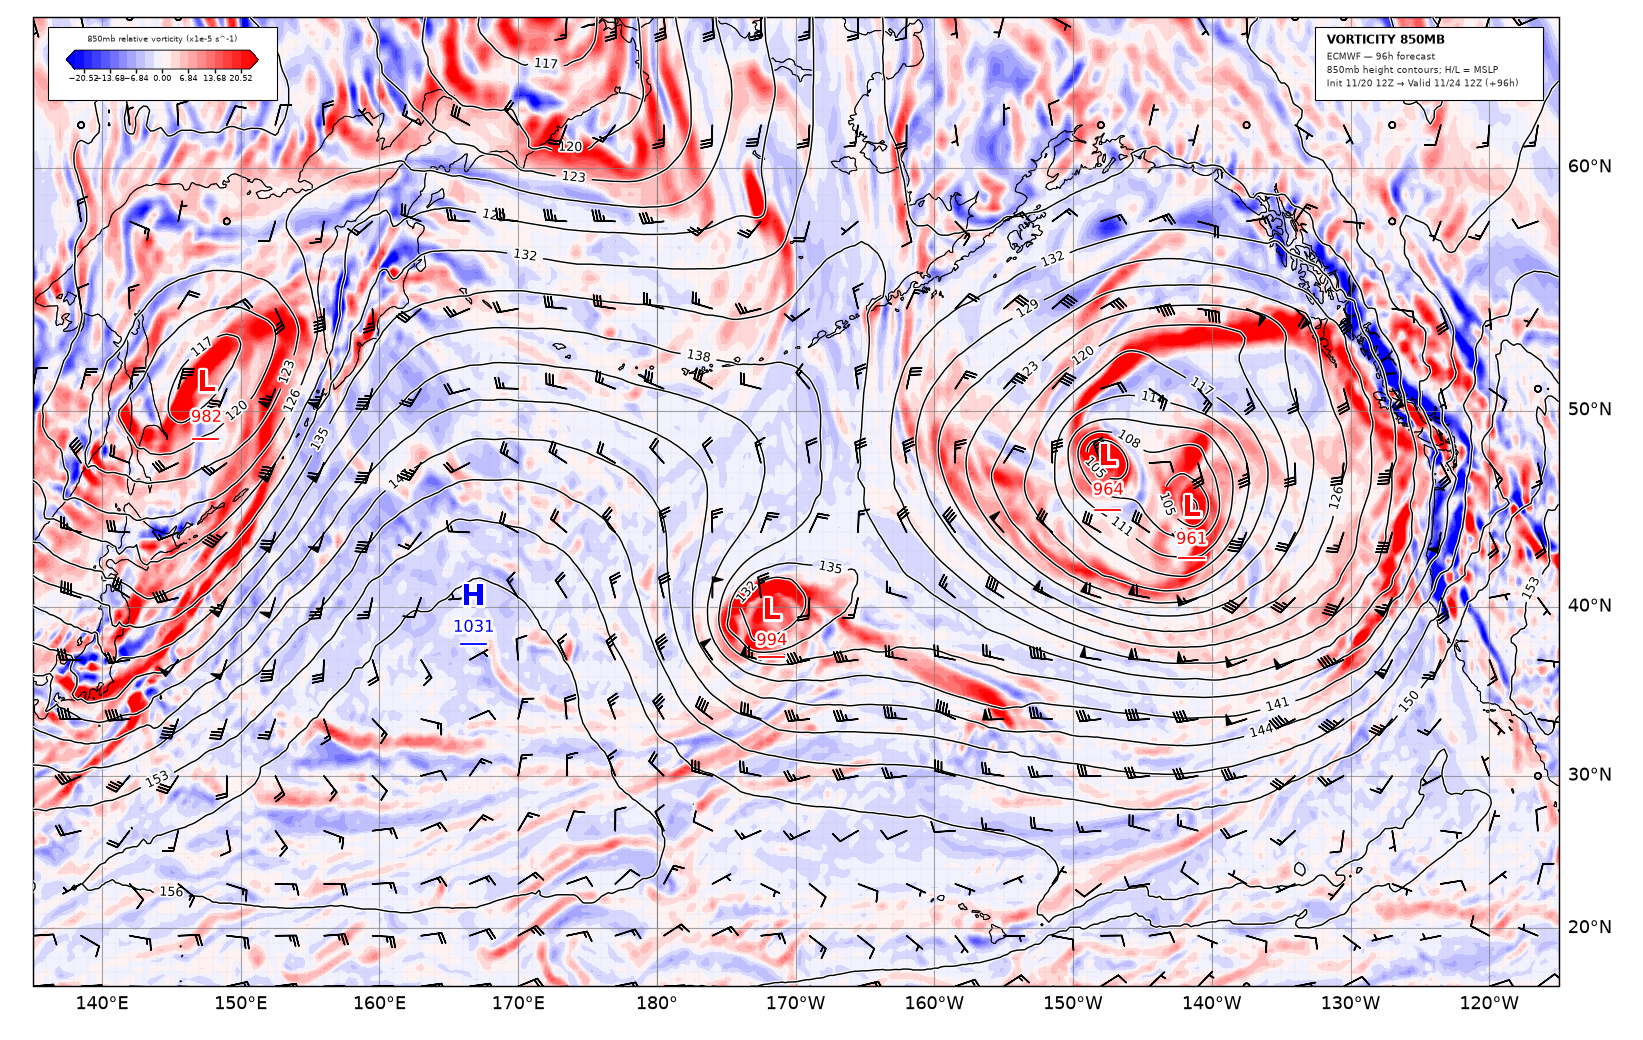 850mb relative vorticity (x1e-5 s^-1)
−20.52 −13.68 −6.84 0.00 6.84 13.68 20.52
VORTICITY 850MB
ECMWF — 96h forecast
850mb height contours; H/L = MSLP
Init 11/20 12Z → Valid 11/24 12Z (+96h)
117
120
123
132
60°N
132
129
138
117
123
126
120
135
L
982
123
120
117
108
105
L
964
50°N
126
105
111
L
961
H
1031
132
135
L
994
153
40°N
141
144
150
153
30°N
156
20°N
140°E 150°E 160°E 170°E 180° 170°W 160°W 150°W 140°W 130°W 120°W